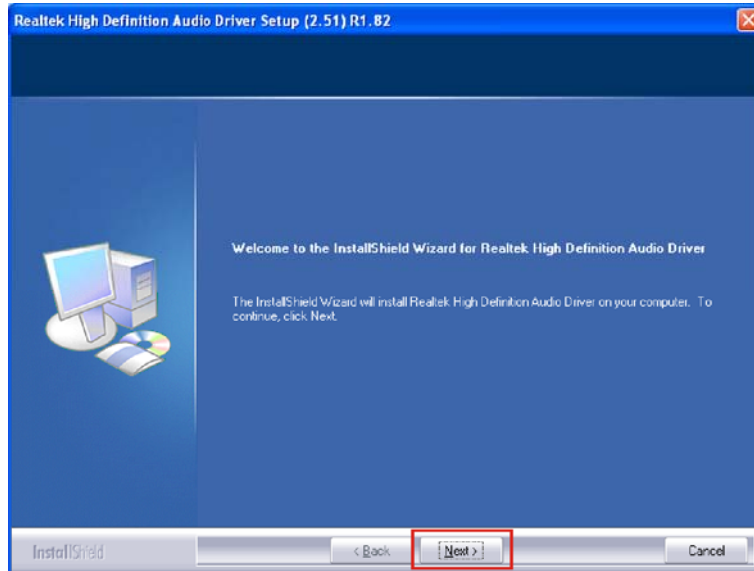 Realtek High Definition Audio Driver Setup (2.51) R1.82
Welcome to the InstallShield Wizard for Realtek High Definition Audio Driver
The InstallShield Wizard will install Realtek High Definition Audio Driver on your computer. To
continue, click Next.
InstallShield
< Back
Next >
Cancel